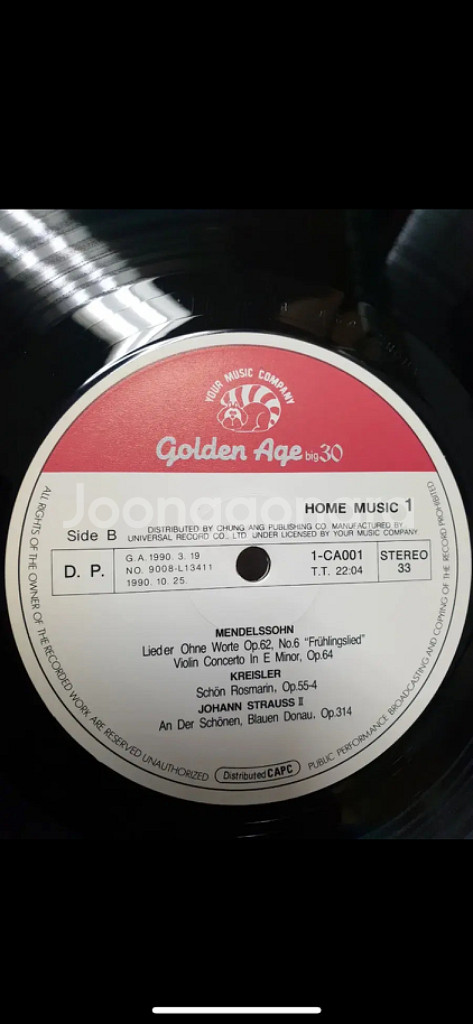 YOUR MUSIC COMPANY
Golden Age big 30
Joonggonara
HOME MUSIC 1
Side B
DISTRIBUTED BY CHUNG ANG PUBLISHING CO. MANUFACTURED BY
UNIVERSAL RECORD CO., LTD. UNDER LICENSED BY YOUR MUSIC COMPANY
D. P.
G.A. 1990. 3. 19
NO. 9008-L13411
1990. 10. 25.
1-CA001
T.T. 22:04
STEREO
33
MENDELSSOHN
Lieder Ohne Worte Op.62, No.6 "Frühlingslied"
Violin Concerto In E Minor, Op.64
KREISLER
Schön Rosmarin, Op.55-4
JOHANN STRAUSS II
An Der Schönen, Blauen Donau, Op.314
ALL RIGHTS OF THE OWNER OF THE RECORDED WORK ARE RESERVED UNAUTHORIZED
Distributed CAPC
PUBLIC PERFORMANCE BROADCASTING AND COPYING OF THE RECORD PROHIBITED